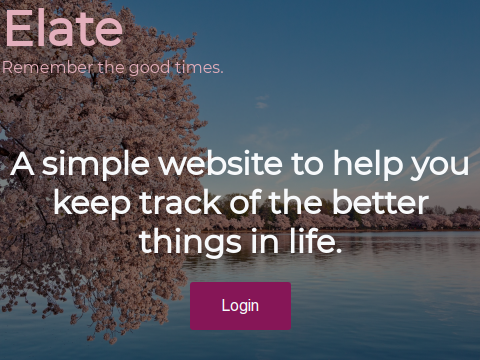 Elate
Remember the good times.
A simple website to help you
keep track of the better
things in life.
Login